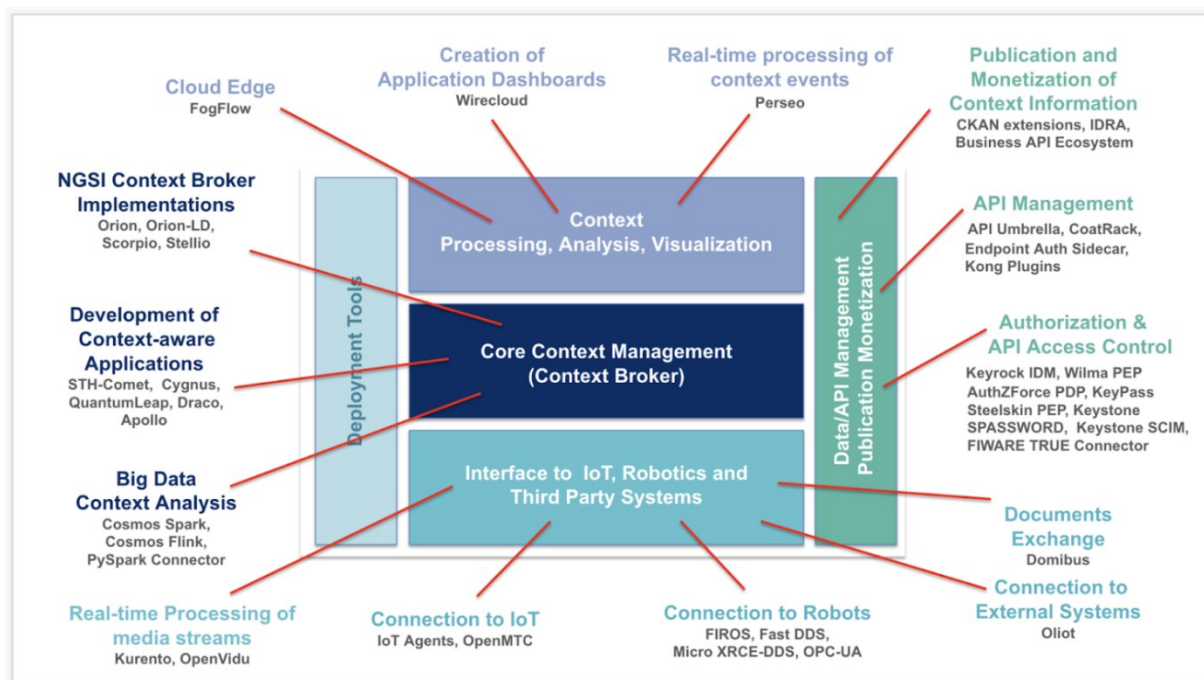 Cloud Edge
FogFlow
Creation of
Application Dashboards
Wirecloud
Real-time processing of
context events
Perseo
Publication and
Monetization of
Context Information
CKAN extensions, IDRA,
Business API Ecosystem
NGSI Context Broker
Implementations
Orion, Orion-LD,
Scorpio, Stellio
Development of
Context-aware
Applications
STH-Comet, Cygnus,
QuantumLeap, Draco,
Apollo
Big Data
Context Analysis
Cosmos Spark,
Cosmos Flink,
PySpark Connector
Deployment Tools
Context
Processing, Analysis, Visualization
Core Context Management
(Context Broker)
Interface to IoT, Robotics and
Third Party Systems
Data/API Management
Publication Monetization
API Management
API Umbrella, CoatRack,
Endpoint Auth Sidecar,
Kong Plugins
Authorization &
API Access Control
Keyrock IDM, Wilma PEP
AuthZForce PDP, KeyPass
Steelskin PEP, Keystone
SPASSWORD, Keystone SCIM,
FIWARE TRUE Connector
Documents
Exchange
Domibus
Real-time Processing of
media streams
Kurento, OpenVidu
Connection to IoT
IoT Agents, OpenMTC
Connection to Robots
FIROS, Fast DDS,
Micro XRCE-DDS, OPC-UA
Connection to
External Systems
Oliot